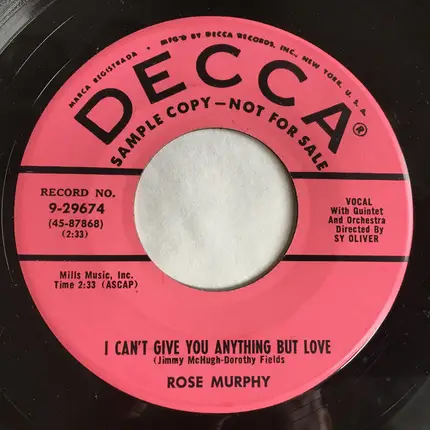 MARCA REGISTRADA • MFG'D BY DECCA RECORDS, INC., NEW YORK, U. S. A.
DECCA®
SAMPLE COPY—NOT FOR SALE
RECORD NO.
9-29674
(45-87868)
(2:33)
VOCAL
With Quintet
And Orchestra
Directed By
SY OLIVER
Mills Music, Inc.
Time 2:33 (ASCAP)
I CAN'T GIVE YOU ANYTHING BUT LOVE
(Jimmy McHugh-Dorothy Fields
ROSE MURPHY